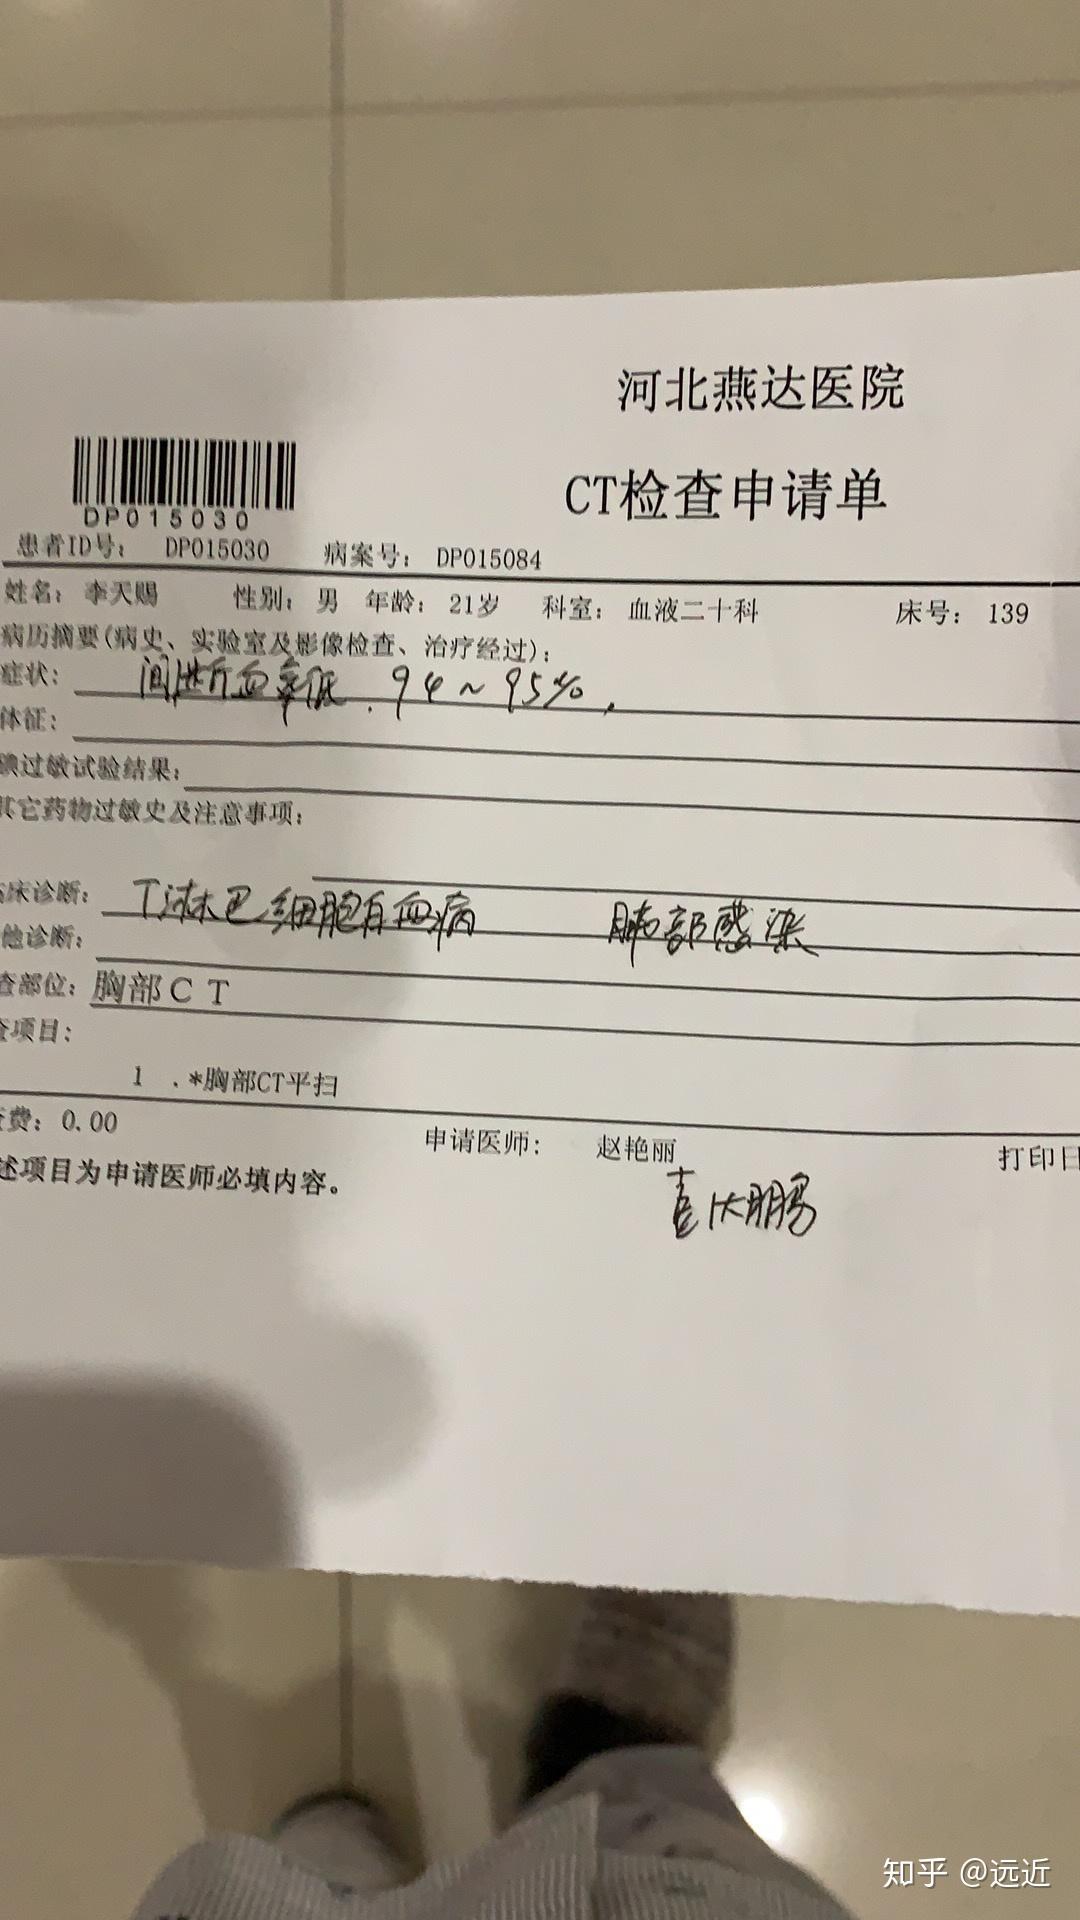 河北燕达医院
CT检查申请单
DP015030
患者ID号: DP015030 病案号: DP015084
姓名: 李天赐 性别: 男 年龄: 21岁 科室: 血液二十科 床号: 139
病历摘要(病史、实验室及影像检查、治疗经过):
症状: 间断血氧低. 94~95%.
体征:
碘过敏试验结果:
其它药物过敏史及注意事项:
临床诊断: T淋巴细胞白血病 肺部感染
他诊断:
查部位: 胸部CT
查项目:
1 .*胸部CT平扫
费: 0.00
申请医师: 赵艳丽 打印日
述项目为申请医师必填内容。
知乎 @远近